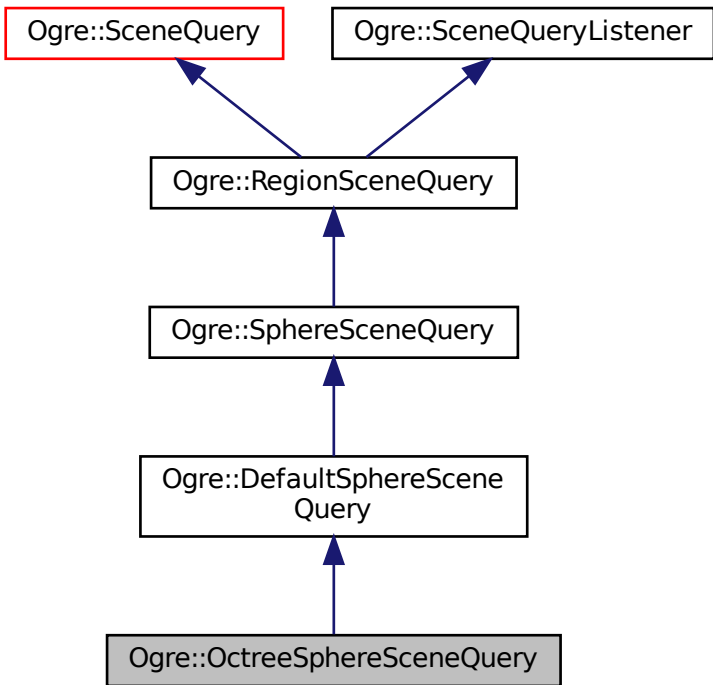 Ogre::SceneQuery
Ogre::SceneQueryListener
Ogre::RegionSceneQuery
Ogre::SphereSceneQuery
Ogre::DefaultSphereScene
Query
Ogre::OctreeSphereSceneQuery